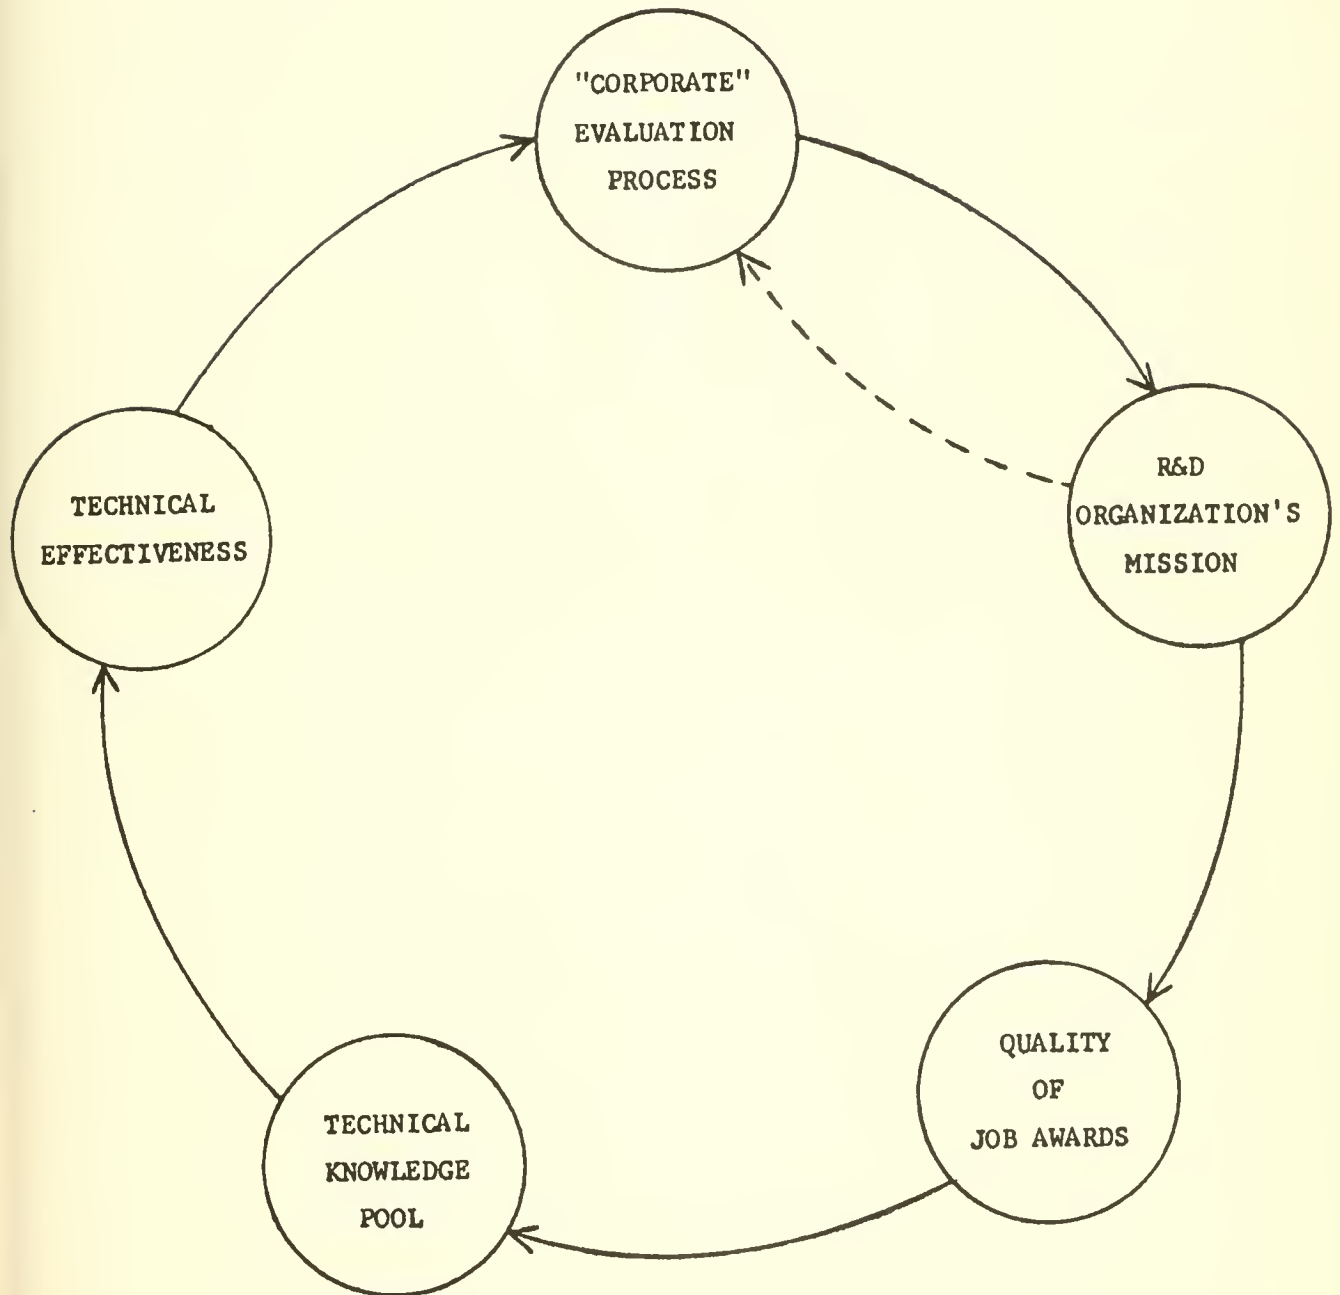 "CORPORATE"
EVALUATION
PROCESS
R&D
ORGANIZATION'S
MISSION
TECHNICAL
EFFECTIVENESS
QUALITY
OF
JOB AWARDS
TECHNICAL
KNOWLEDGE
POOL